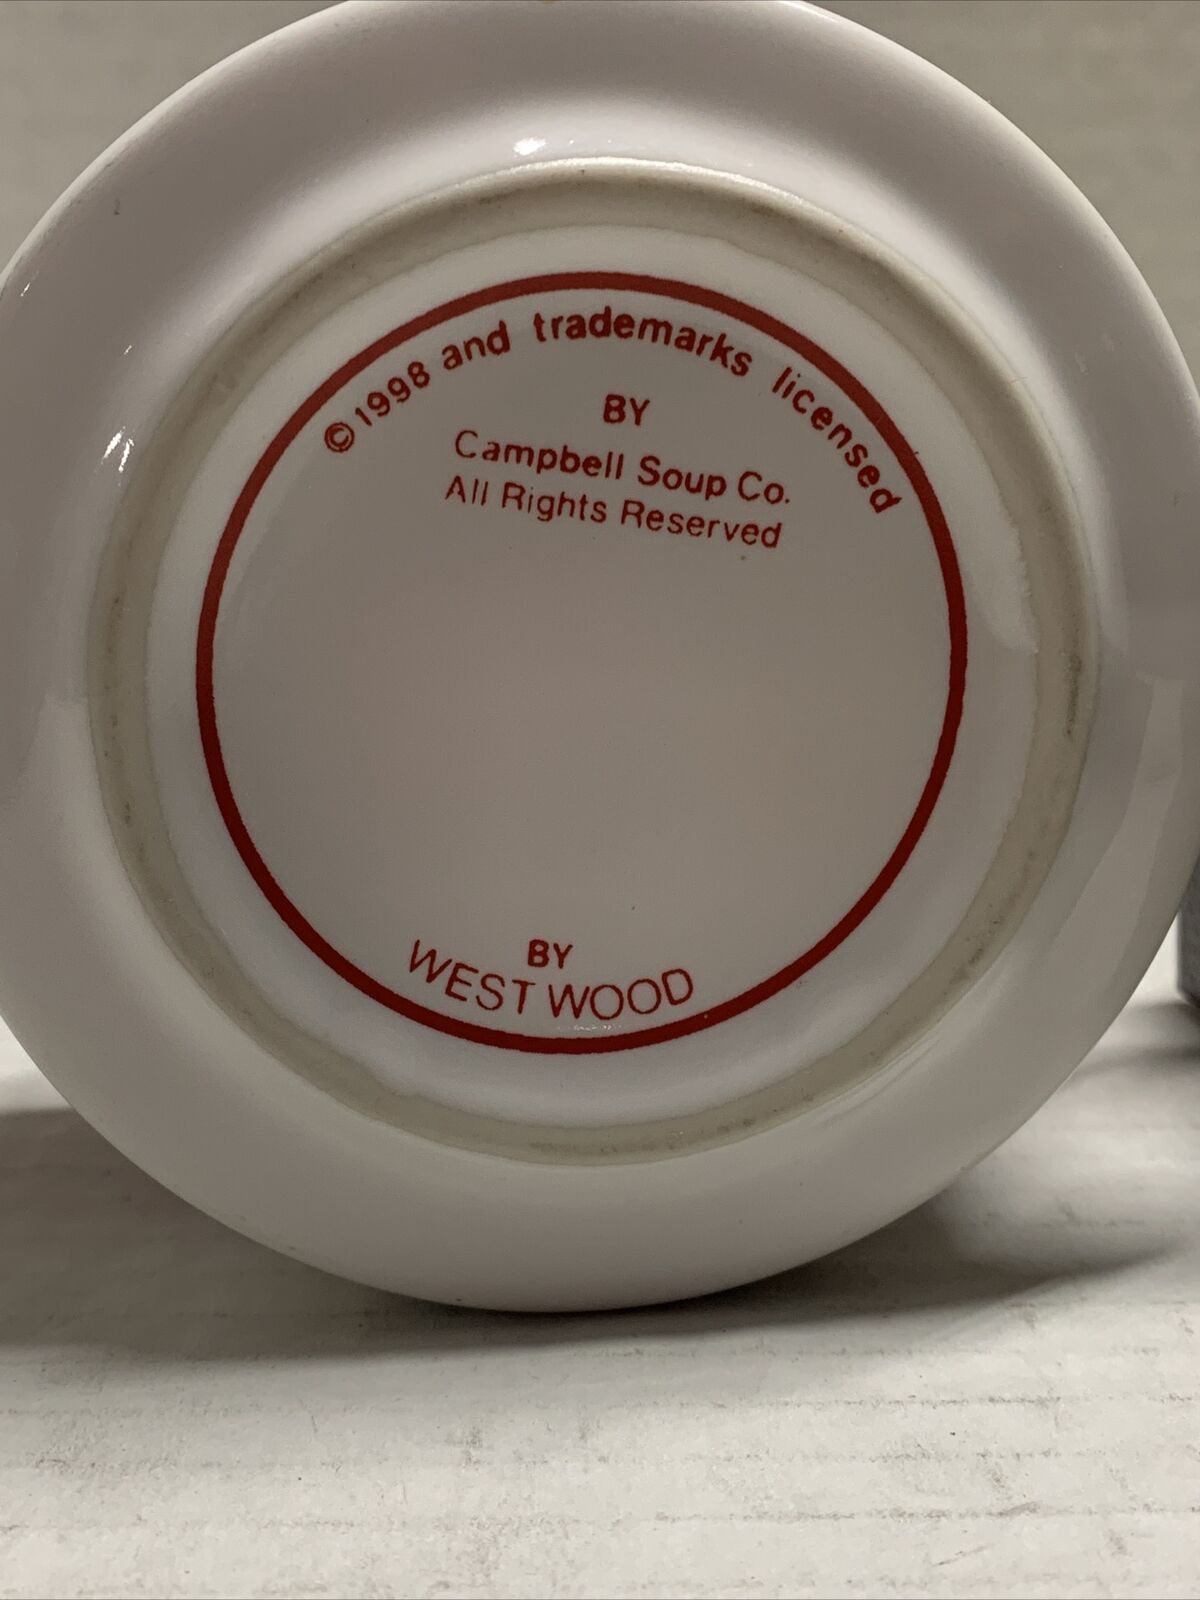 ©1998 and trademarks licensed
BY
Campbell Soup Co.
All Rights Reserved
BY
WEST WOOD